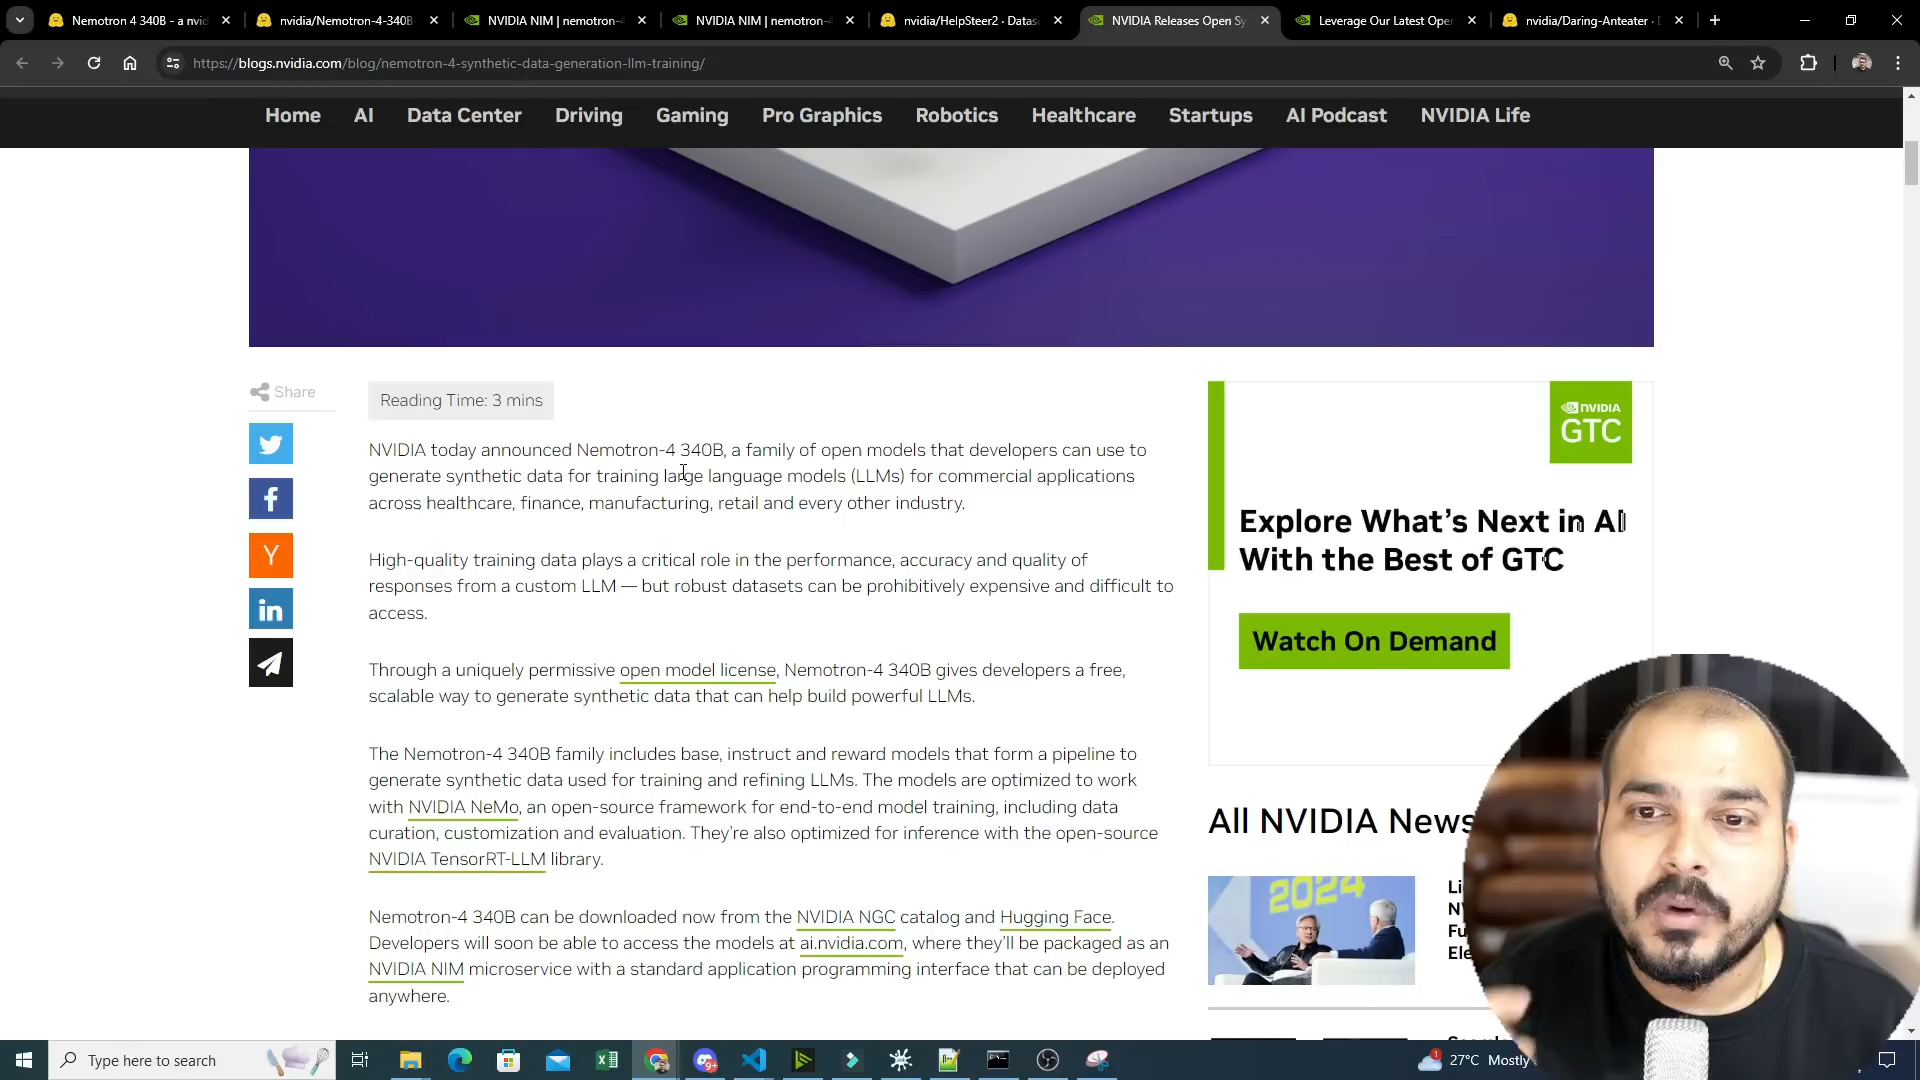 Nemotron 4 340B - a nvid
nvidia/Nemotron-4-340B
NVIDIA NIM | nemotron-4
NVIDIA NIM | nemotron-4
nvidia/HelpSteer2 · Datas
NVIDIA Releases Open Sy
Leverage Our Latest Ope
nvidia/Daring-Anteater ·
https://blogs.nvidia.com/blog/nemotron-4-synthetic-data-generation-llm-training/
Home AI Data Center Driving Gaming Pro Graphics Robotics Healthcare Startups AI Podcast NVIDIA Life
Share
Reading Time: 3 mins
NVIDIA today announced Nemotron-4 340B, a family of open models that developers can use to
generate synthetic data for training large language models (LLMs) for commercial applications
across healthcare, finance, manufacturing, retail and every other industry.
High-quality training data plays a critical role in the performance, accuracy and quality of
responses from a custom LLM — but robust datasets can be prohibitively expensive and difficult to
access.
Through a uniquely permissive open model license, Nemotron-4 340B gives developers a free,
scalable way to generate synthetic data that can help build powerful LLMs.
The Nemotron-4 340B family includes base, instruct and reward models that form a pipeline to
generate synthetic data used for training and refining LLMs. The models are optimized to work
with NVIDIA NeMo, an open-source framework for end-to-end model training, including data
curation, customization and evaluation. They’re also optimized for inference with the open-source
NVIDIA TensorRT-LLM library.
Nemotron-4 340B can be downloaded now from the NVIDIA NGC catalog and Hugging Face.
Developers will soon be able to access the models at ai.nvidia.com, where they’ll be packaged as an
NVIDIA NIM microservice with a standard application programming interface that can be deployed
anywhere.
NVIDIA
GTC
Explore What’s Next in AI
With the Best of GTC
Watch On Demand
All NVIDIA News
2024
Li
NV
Fu
Ele
Type here to search
27°C Mostly